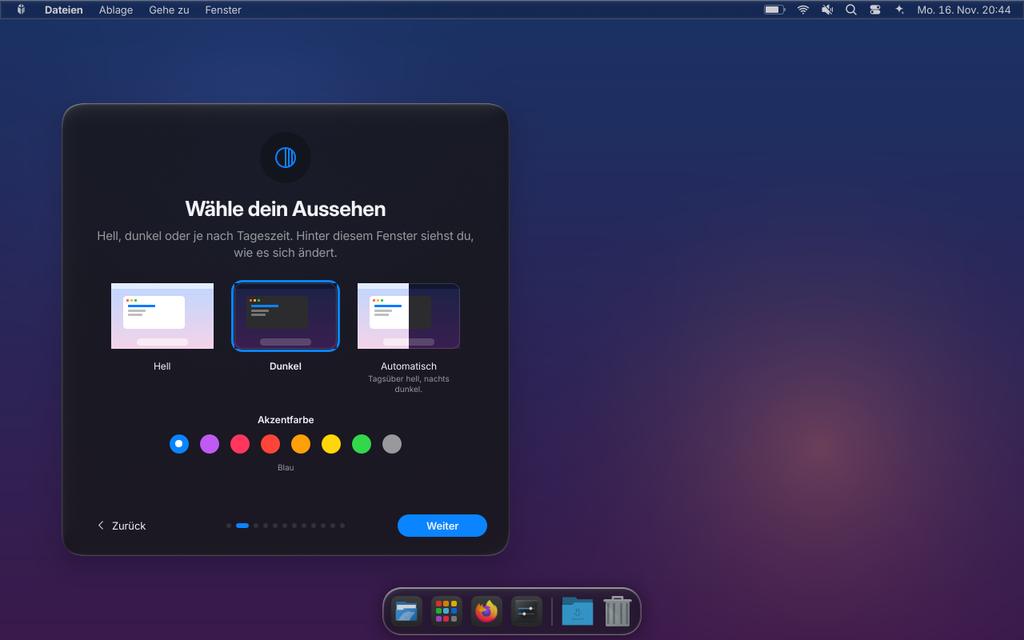 Dateien Ablage Gehe zu Fenster Mo. 16. Nov. 20:44
Wähle dein Aussehen
Hell, dunkel oder je nach Tageszeit. Hinter diesem Fenster siehst du,
wie es sich ändert.
Hell Dunkel Automatisch
Tagsüber hell, nachts
dunkel.
Akzentfarbe
Blau
Zurück Weiter